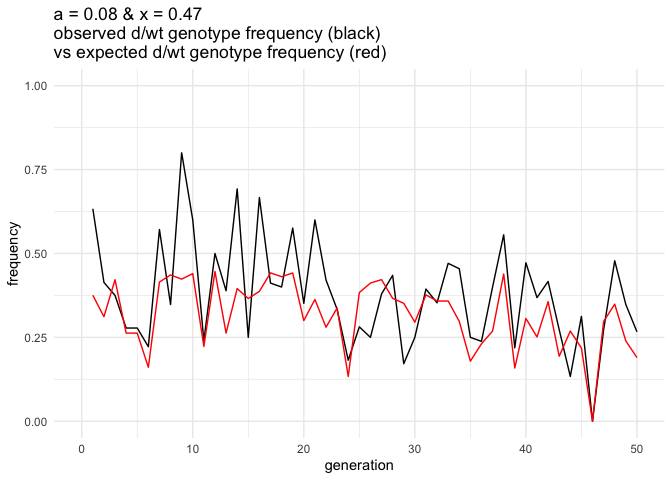 a = 0.08 & x = 0.47
observed d/wt genotype frequency (black)
vs expected d/wt genotype frequency (red)
1.00
0.75
0.50
0.25
0.00
frequency
0 10 20 30 40 50
generation